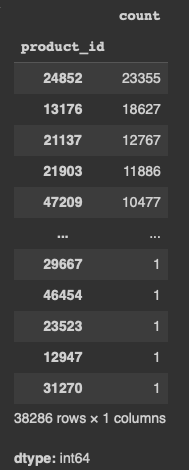 count
product_id
24852 23355
13176 18627
21137 12767
21903 11886
47209 10477
... ...
29667 1
46454 1
23523 1
12947 1
31270 1
38286 rows × 1 columns
dtype: int64